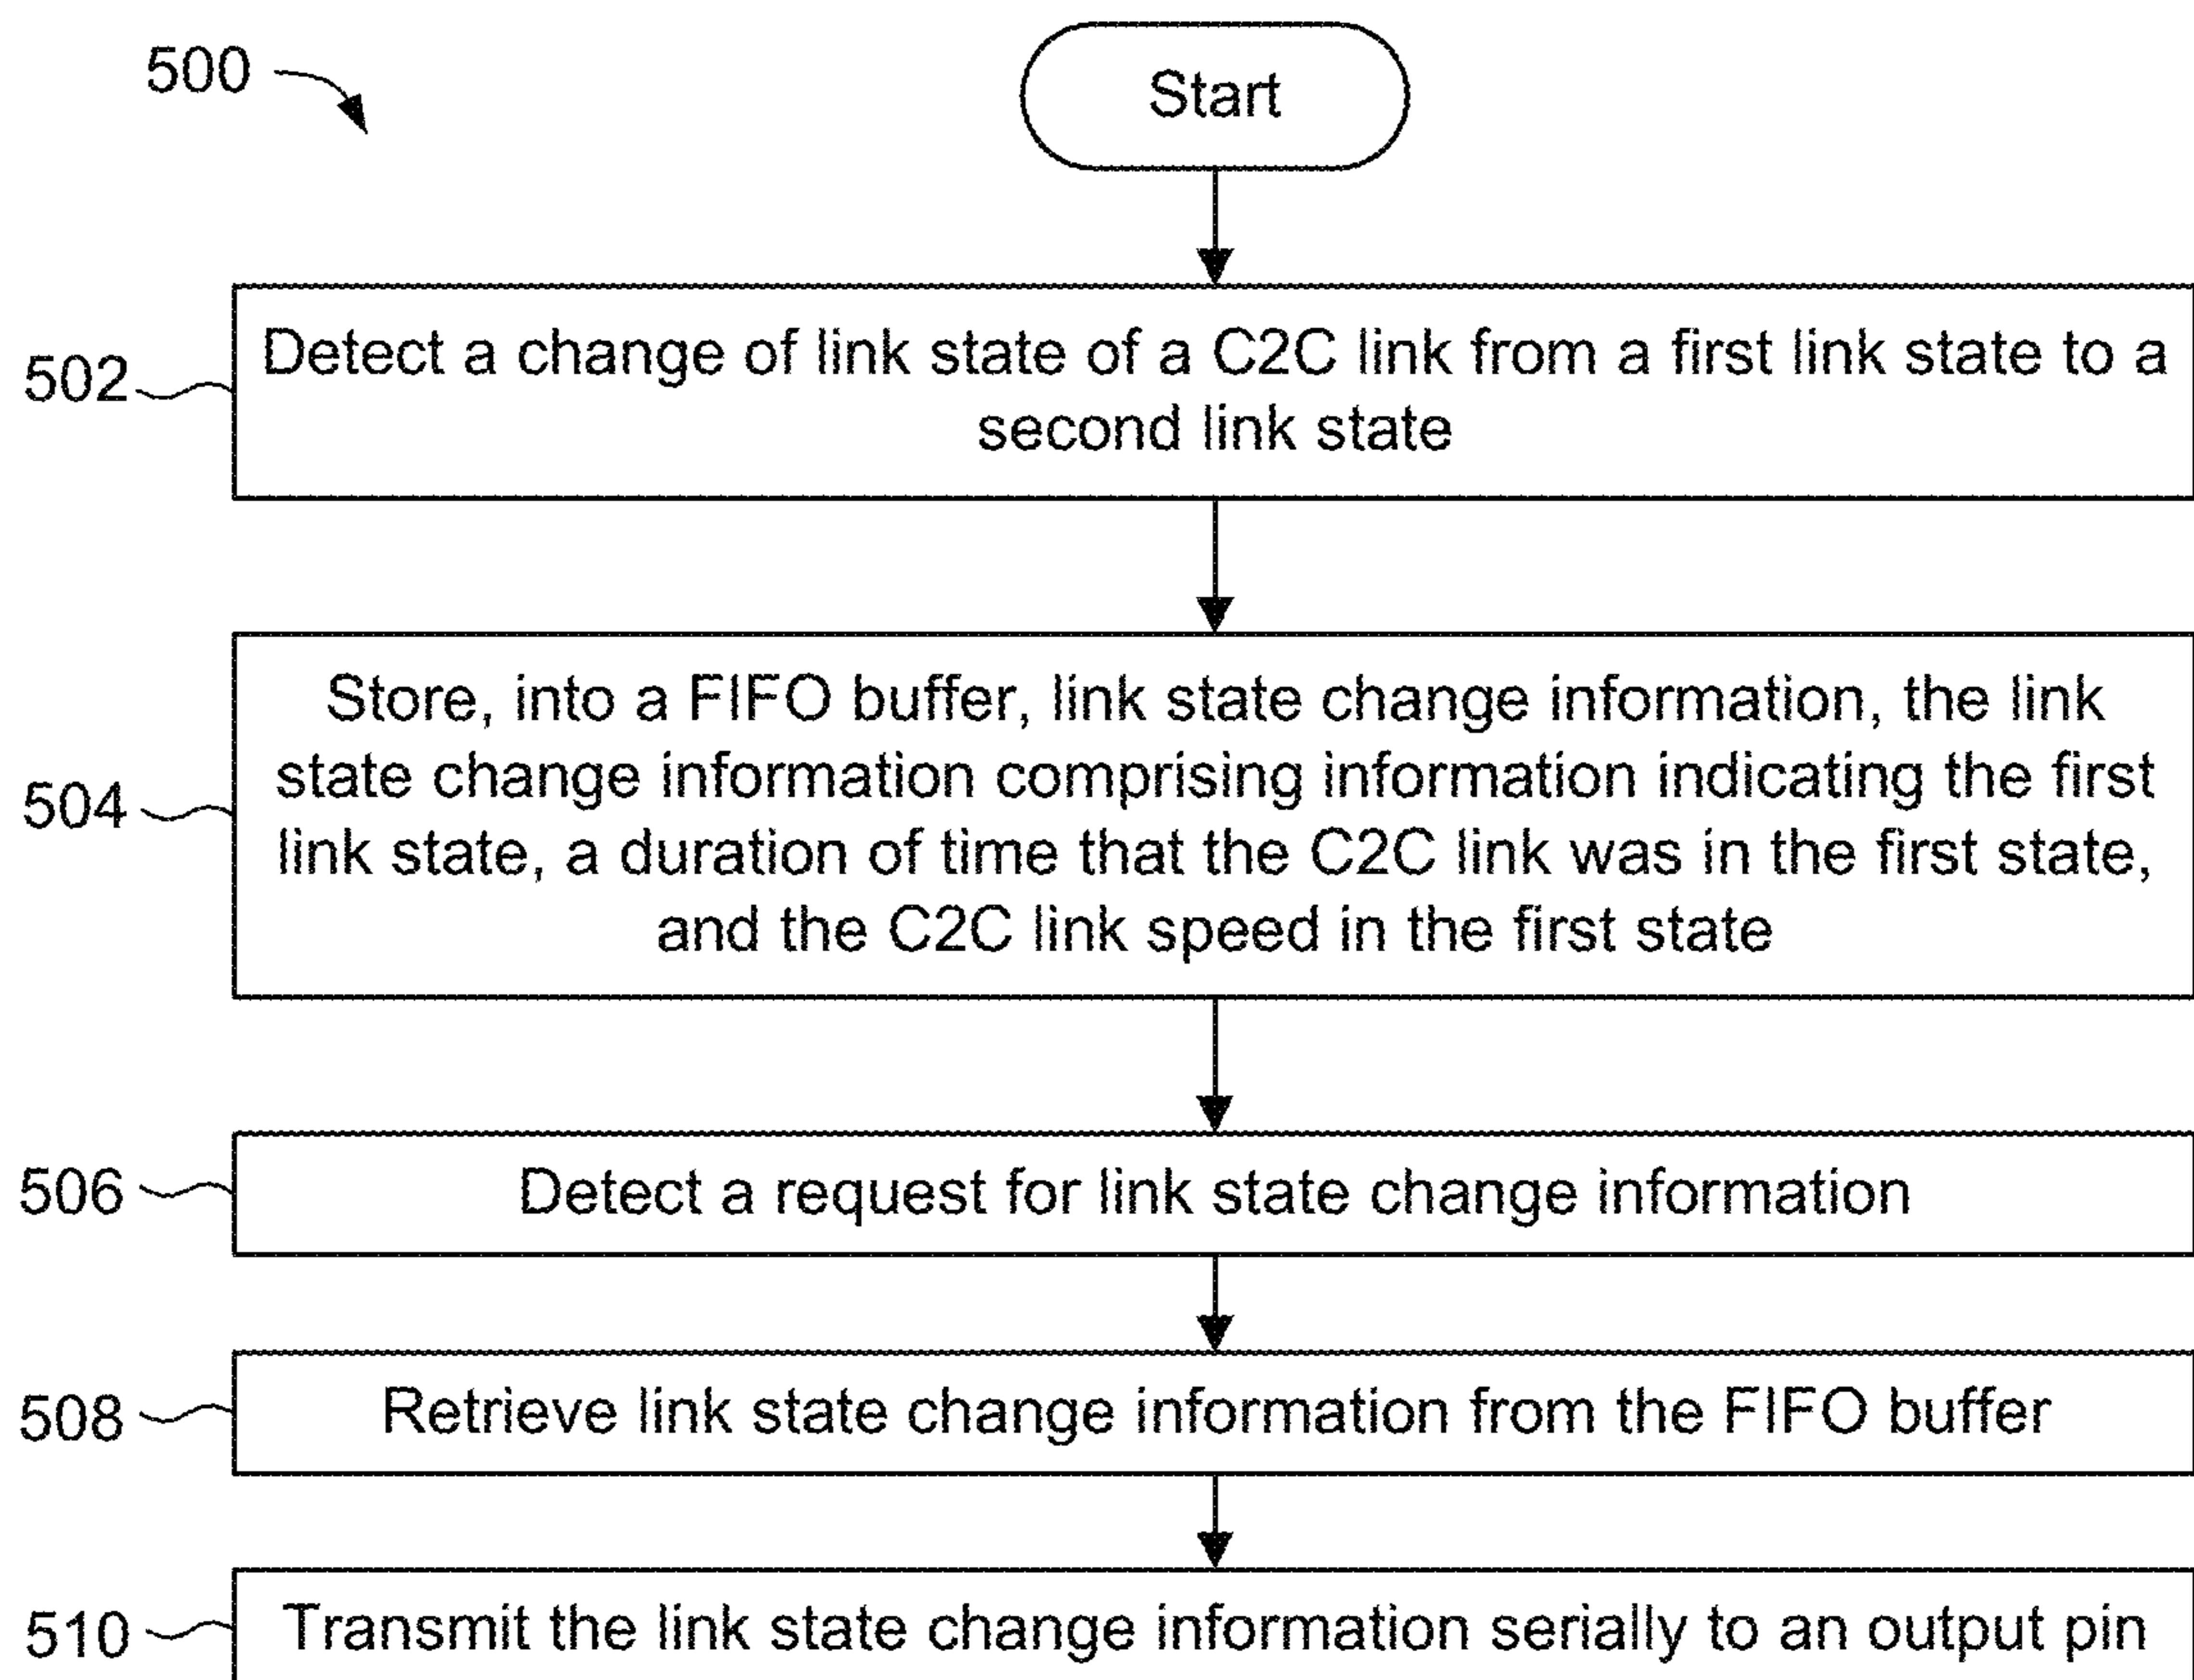 500
Start
502
Detect a change of link state of a C2C link from a first link state to a
second link state
504
Store, into a FIFO buffer, link state change information, the link
state change information comprising information indicating the first
link state, a duration of time that the C2C link was in the first state,
and the C2C link speed in the first state
506
Detect a request for link state change information
508
Retrieve link state change information from the FIFO buffer
510
Transmit the link state change information serially to an output pin